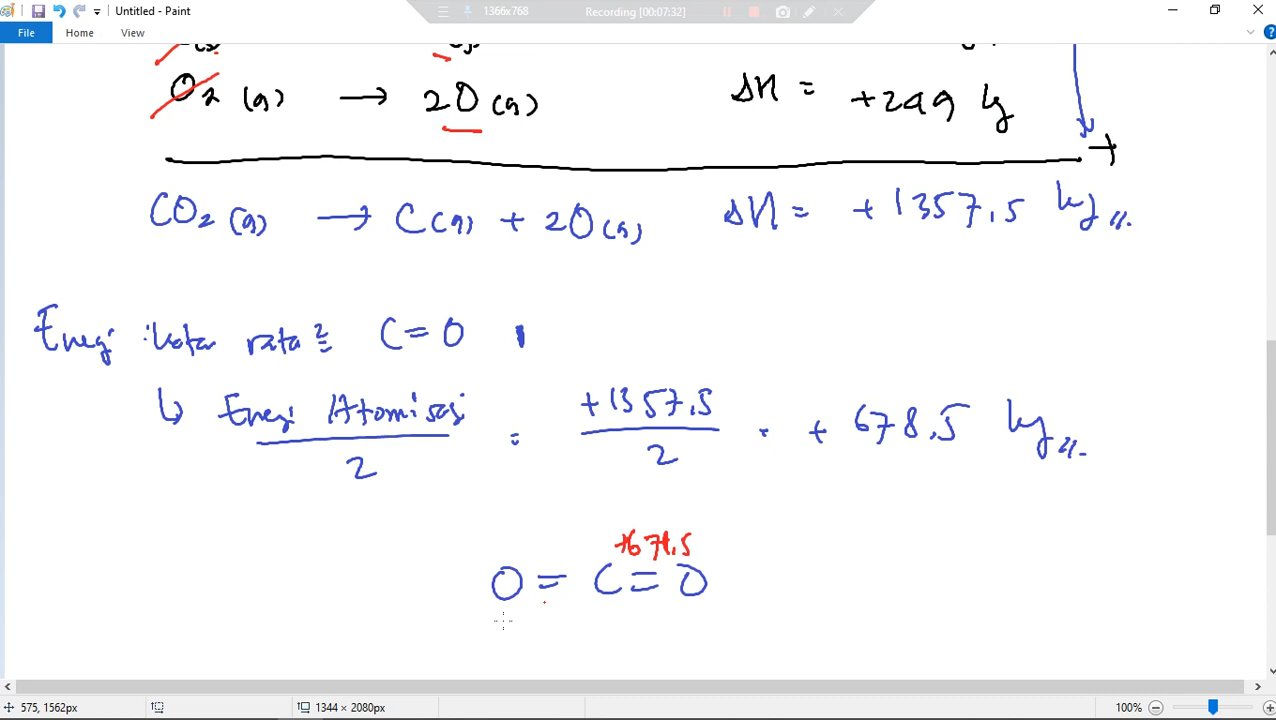 Untitled - Paint
1366x768
Recording [00:07:32]
File Home View
(s)
O2 (g) → 2O (g) ΔH = +249 kJ
+
CO2 (g) → C(g) + 2O(g) ΔH = +1357,5 kJ //.
Energi ikatan rata² C=O
↳ Energi Atomisasi / 2 = +1357,5 / 2 = + 678,5 kJ //.
+678,5
O = C = O
575, 1562px
1344 × 2080px
100%